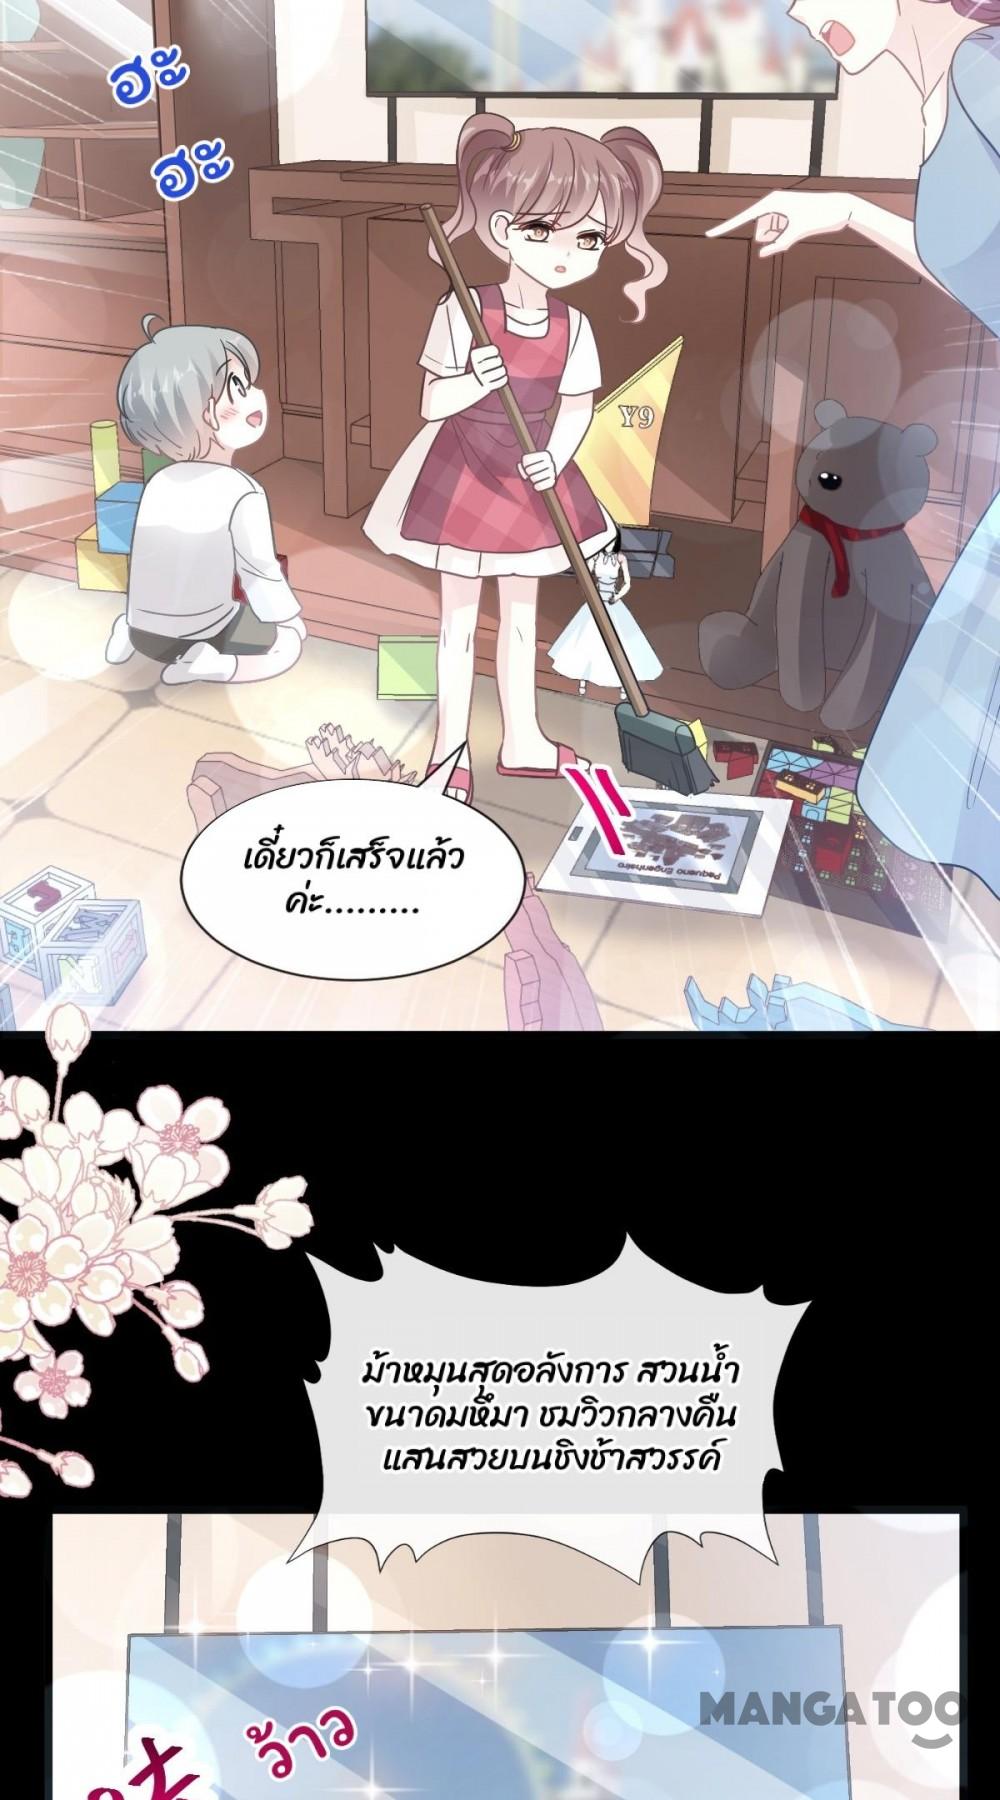 ฮะ
ฮะ
Y9
Pequeno Engenheiro
เดี๋ยวก็เสร็จแล้ว
ค่ะ.........
ม้าหมุนสุดอลังการ สวนน้ำ
ขนาดมหึมา ชมวิวกลางคืน
แสนสวยบนชิงช้าสวรรค์
MANGATOON
ว้าว